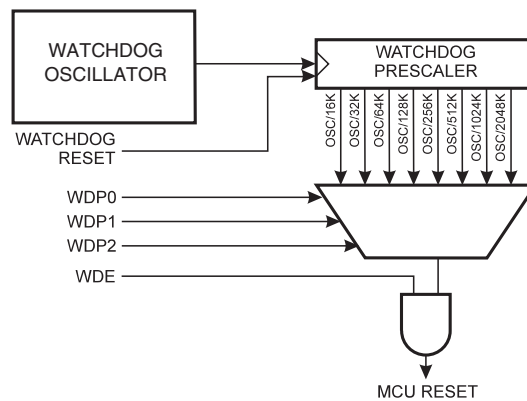 WATCHDOG
OSCILLATOR
WATCHDOG
PRESCALER
WATCHDOG
RESET
OSC/16K
OSC/32K
OSC/64K
OSC/128K
OSC/256K
OSC/512K
OSC/1024K
OSC/2048K
WDP0
WDP1
WDP2
WDE
MCU RESET